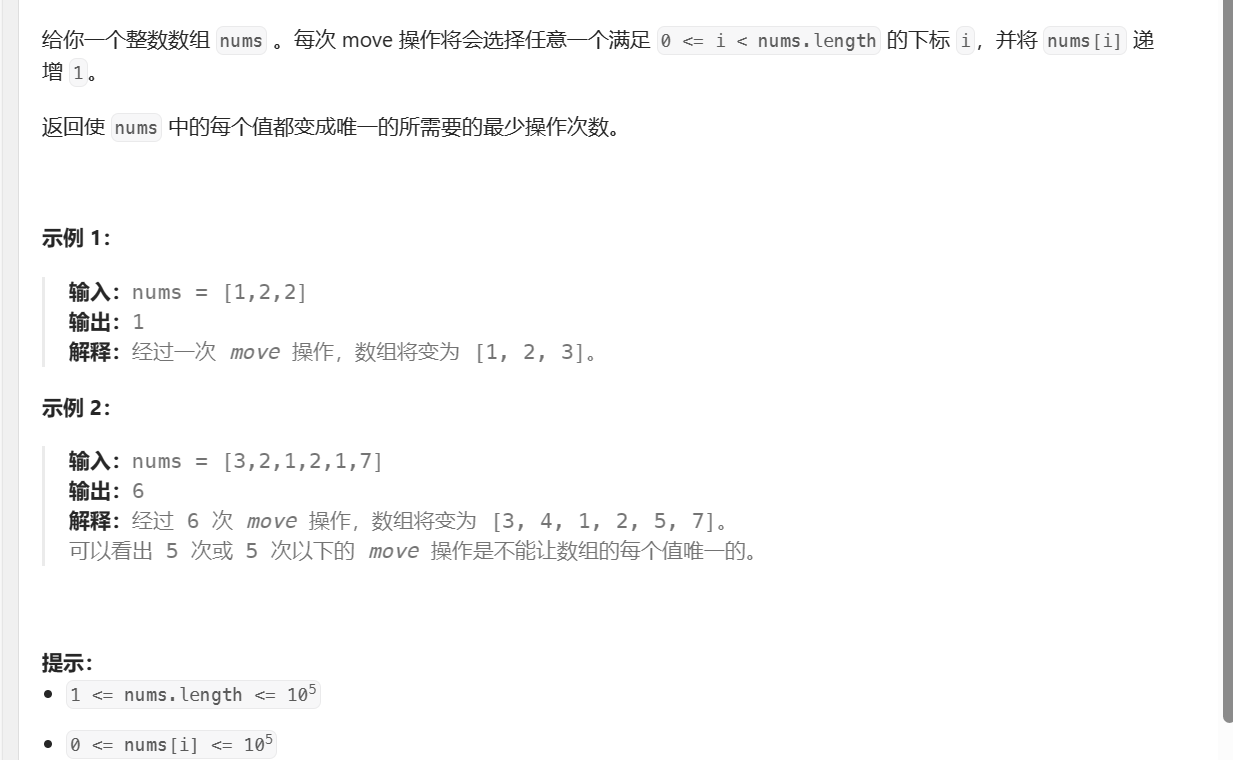 给你一个整数数组 nums 。每次 move 操作将会选择任意一个满足 0 <= i < nums.length 的下标 i，并将 nums[i] 递
增 1。
返回使 nums 中的每个值都变成唯一的所需要的最少操作次数。
示例 1：
输入：nums = [1,2,2]
输出：1
解释：经过一次 move 操作，数组将变为 [1, 2, 3]。
示例 2：
输入：nums = [3,2,1,2,1,7]
输出：6
解释：经过 6 次 move 操作，数组将变为 [3, 4, 1, 2, 5, 7]。
可以看出 5 次或 5 次以下的 move 操作是不能让数组的每个值唯一的。
提示：
• 1 <= nums.length <= 10⁵
• 0 <= nums[i] <= 10⁵